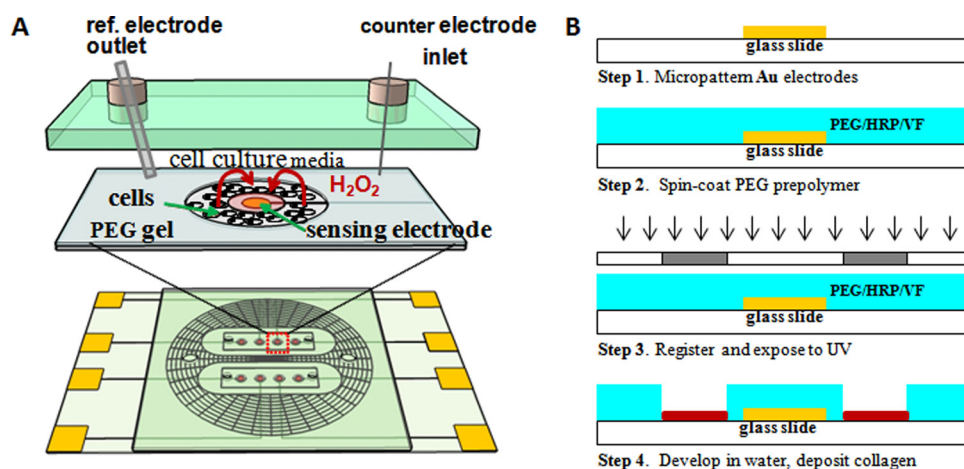 A
ref. electrode
outlet
counter electrode
inlet
cell culture media
H₂O₂
cells
PEG gel
sensing electrode
B
glass slide
Step 1. Micropattem Au electrodes
PEG/HRP/VF
glass slide
Step 2. Spin-coat PEG prepolymer
PEG/HRP/VF
glass slide
Step 3. Register and expose to UV
glass slide
Step 4. Develop in water, deposit collagen